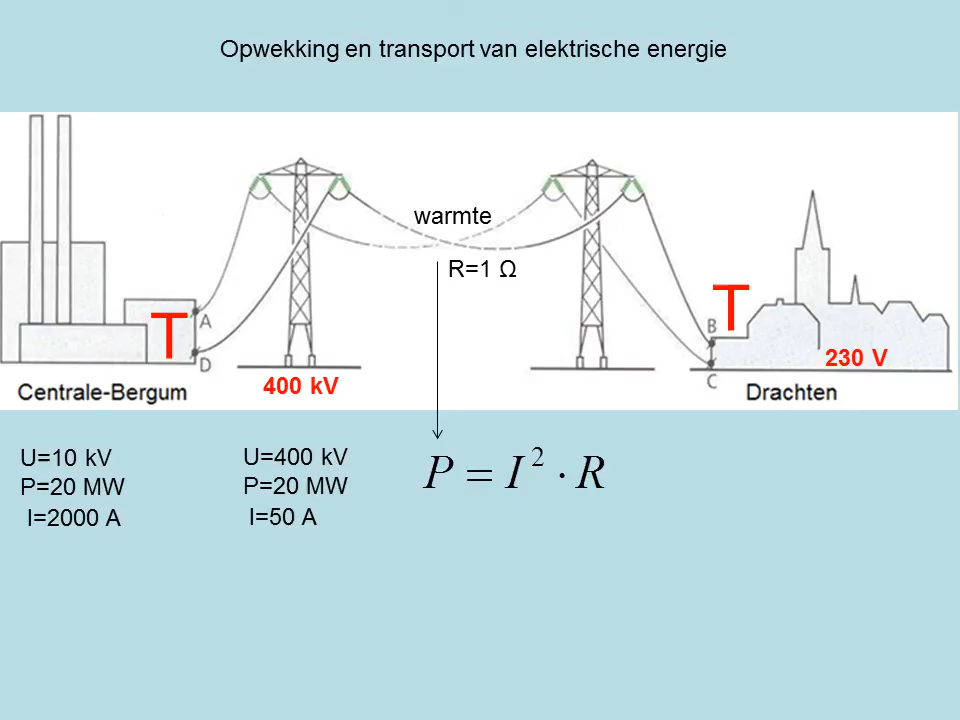 Opwekking en transport van elektrische energie
warmte
R=1 Ω
T
A
D
T
B
C
400 kV
230 V
Centrale-Bergum
Drachten
U=10 kV
P=20 MW
I=2000 A
U=400 kV
P=20 MW
I=50 A
P = I² · R